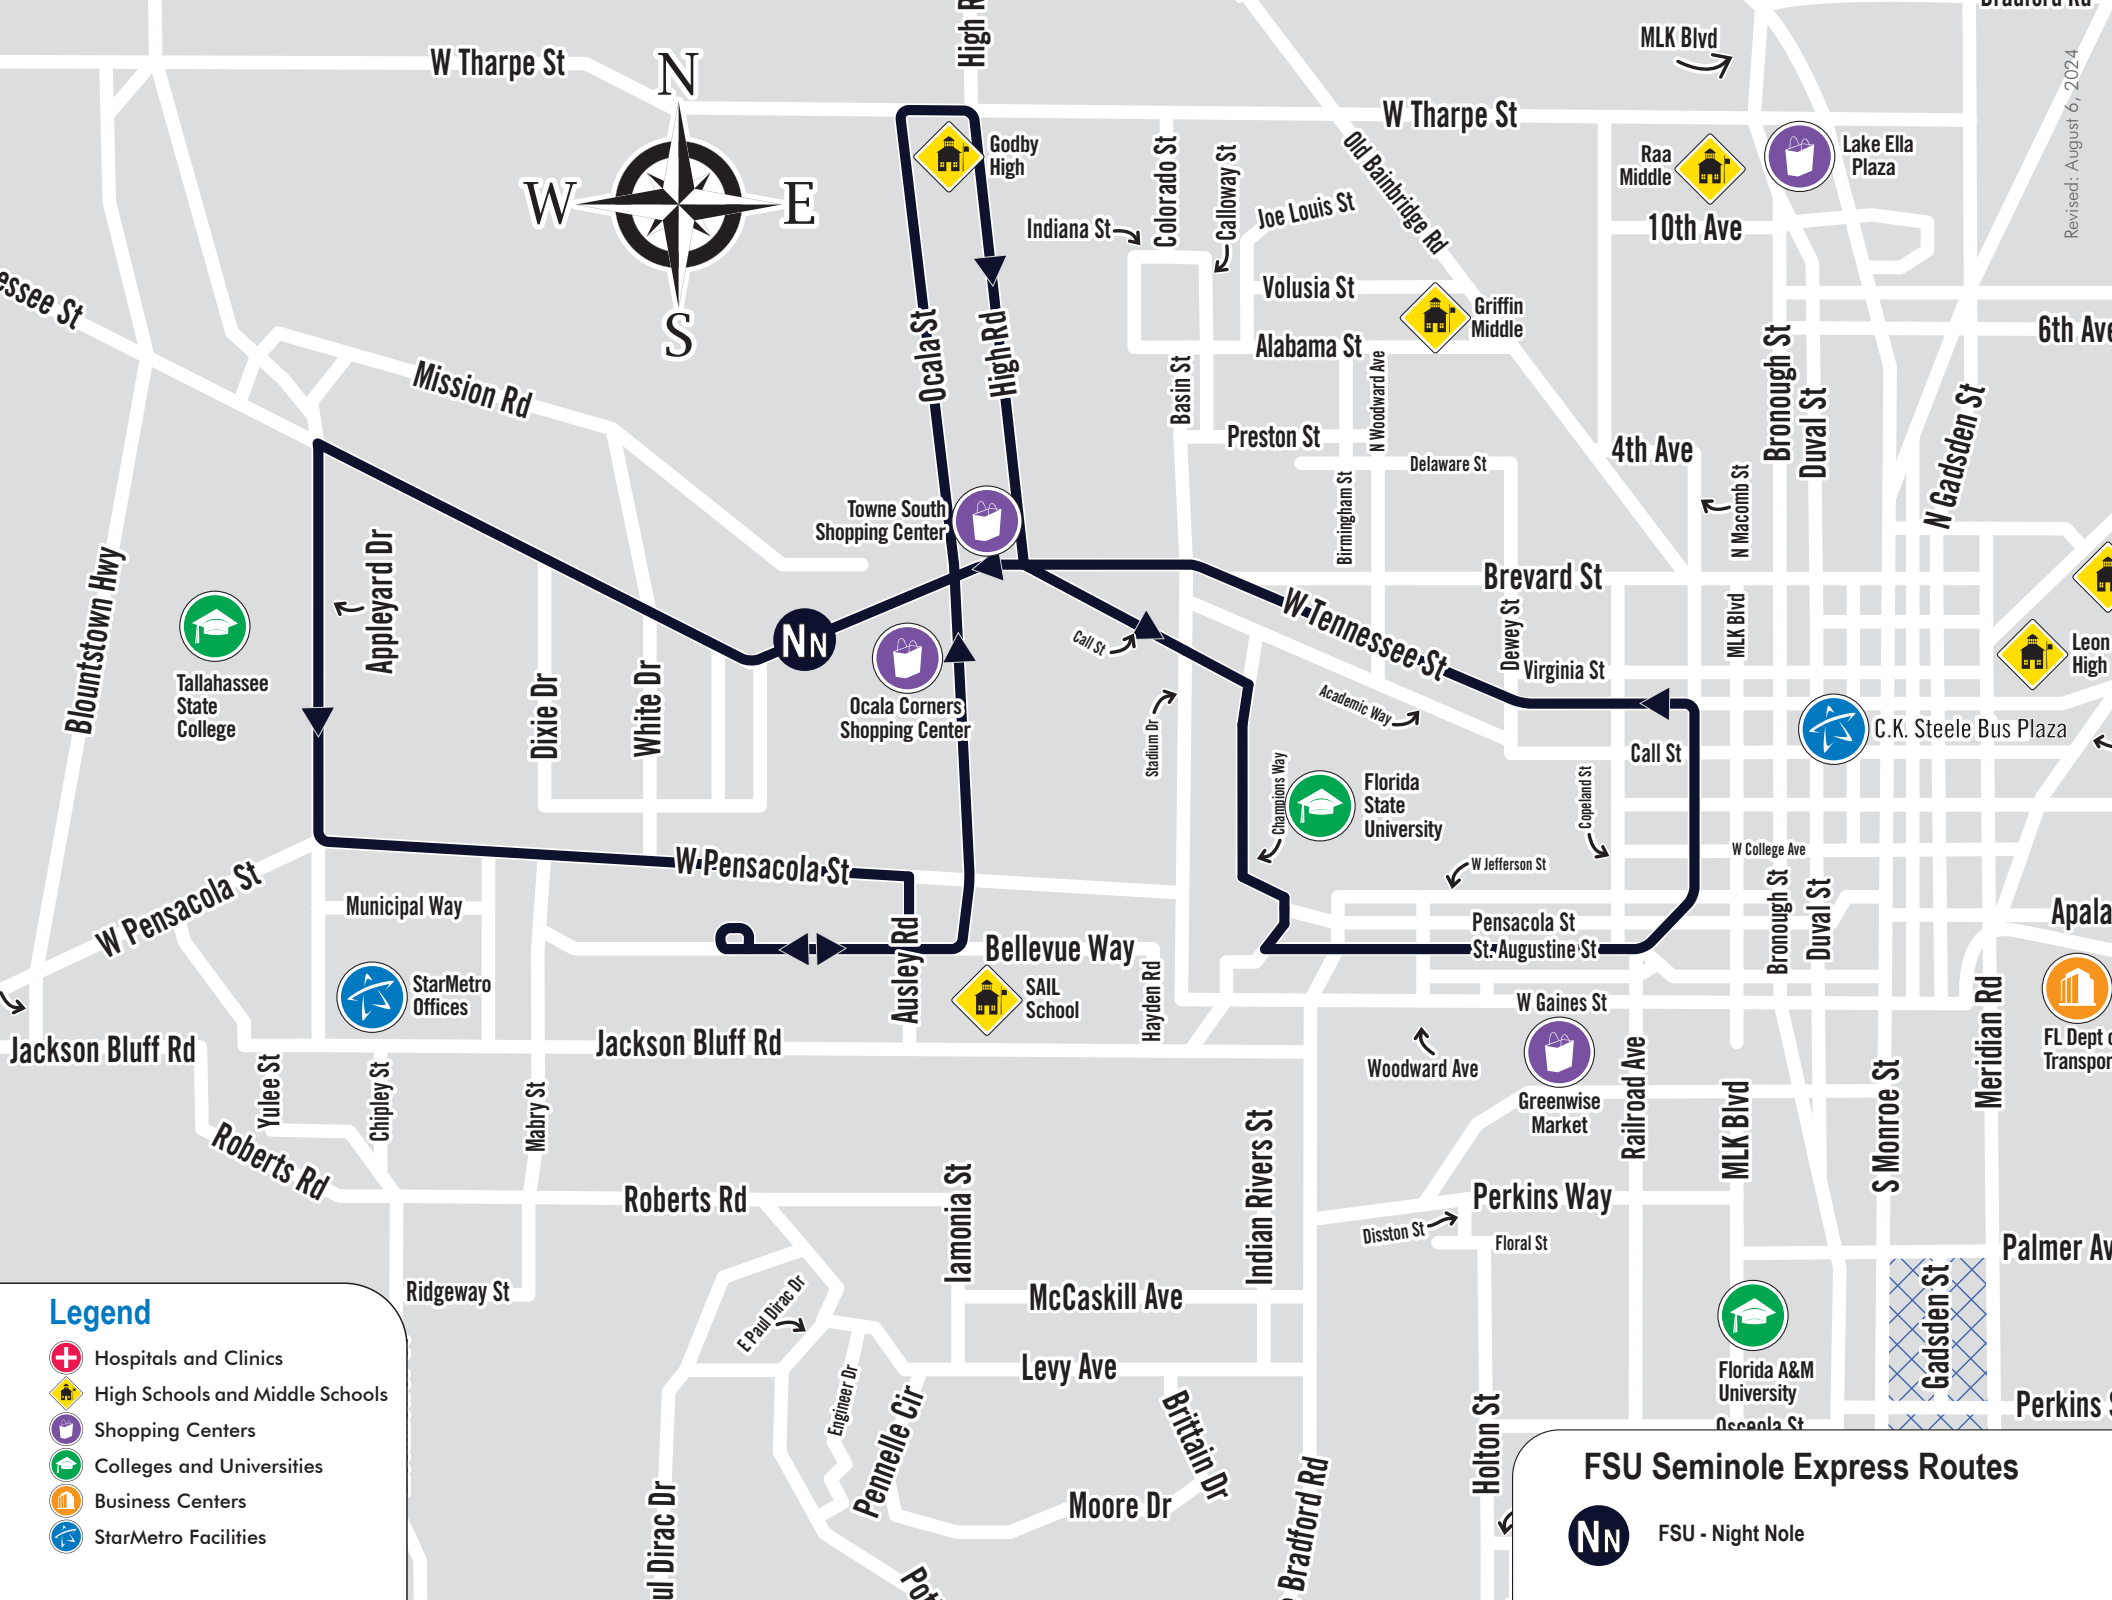 Bradford Rd
MLK Blvd
High R
W Tharpe St
N
W
E
S
W Tharpe St
Revised: August 6, 2024
Godby
High
Colorado St
Calloway St
Old Bainbridge Rd
Raa
Middle
Lake Ella
Plaza
Indiana St
Joe Louis St
10th Ave
Volusia St
Griffin
Middle
essee St
Ocala St
High Rd
Alabama St
6th Ave
Mission Rd
Basin St
N Woodward Ave
Bronough St
Duval St
N Gadsden St
Preston St
4th Ave
Delaware St
Birmingham St
N Macomb St
Towne South
Shopping Center
Appleyard Dr
Blountstown Hwy
Brevard St
W Tennessee St
Dewey St
MLK Blvd
Call St
NN
Leon
High
Virginia St
Tallahassee
State
College
Dixie Dr
White Dr
Ocala Corners
Shopping Center
Stadium Dr
Academic Way
C.K. Steele Bus Plaza
Call St
Champions Way
Florida
State
University
Copeland St
W College Ave
W Pensacola St
W Jefferson St
W Pensacola St
Municipal Way
Ausley Rd
Bellevue Way
Pensacola St
St. Augustine St
Bronough St
Duval St
Apala
StarMetro
Offices
SAIL
School
Hayden Rd
W Gaines St
Meridian Rd
Jackson Bluff Rd
Jackson Bluff Rd
Woodward Ave
Greenwise
Market
Railroad Ave
MLK Blvd
S Monroe St
FL Dept o
Transpor
Yulee St
Chipley St
Mabry St
Roberts Rd
Roberts Rd
Iamonia St
Indian Rivers St
Perkins Way
Disston St
Floral St
Palmer Av
Ridgeway St
E Paul Dirac Dr
McCaskill Ave
Gadsden St
Levy Ave
Engineer Dr
Pennelle Cir
Brittain Dr
Florida A&M
University
Perkins S
Osceola St
Holton St
Moore Dr
ul Dirac Dr
Bradford Rd
Pot
Legend
Hospitals and Clinics
High Schools and Middle Schools
Shopping Centers
Colleges and Universities
Business Centers
StarMetro Facilities
FSU Seminole Express Routes
NN
FSU - Night Nole